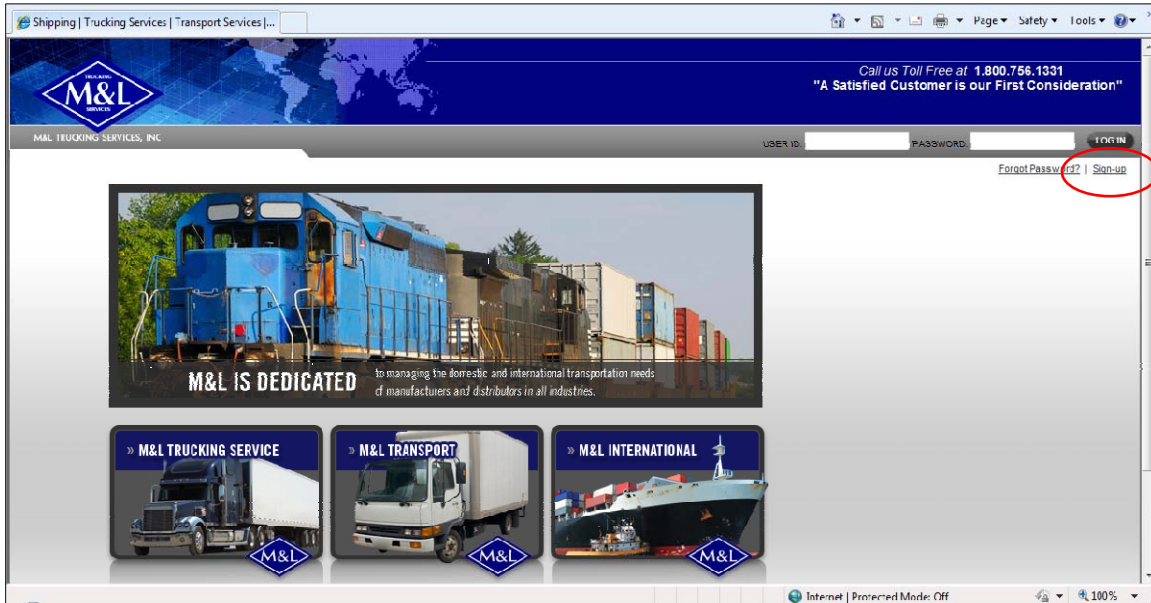 Shipping | Trucking Services | Transport Services |...
Page
Safety
Tools
Call us Toll Free at 1.800.756.1331
"A Satisfied Customer is our First Consideration"
TRUCKING
M&L
SERVICES
M&L TRUCKING SERVICES, INC
USER ID:
PASSWORD:
LOG IN
Forgot Password? | Sign-up
M&L IS DEDICATED
to managing the domestic and international transportation needs
of manufacturers and distributors in all industries.
» M&L TRUCKING SERVICE
» M&L TRANSPORT
» M&L INTERNATIONAL
M&L
M&L
M&L
Internet | Protected Mode: Off
100%